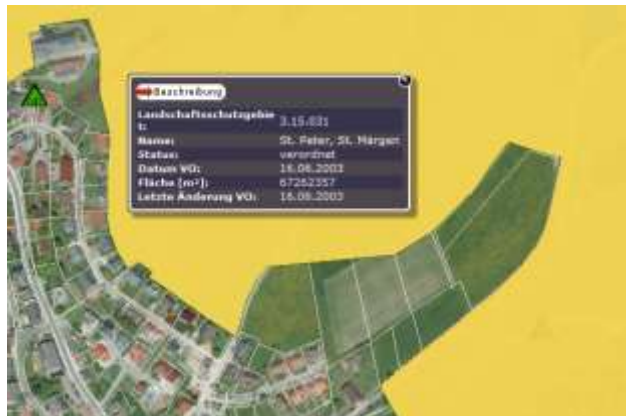 Beschreibung
Landschaftsschutzgebie
t: 3.15.031
Name: St. Peter, St. Märgen
Status: verordnet
Datum VO: 16.06.2003
Fläche [m²]: 67262357
Letzte Änderung VO: 16.06.2003